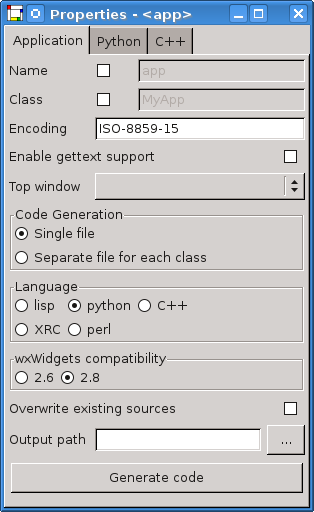 Properties - <app>
Application Python C++
Name app
Class MyApp
Encoding ISO-8859-15
Enable gettext support
Top window
Code Generation
Single file
Separate file for each class
Language
lisp python C++
XRC perl
wxWidgets compatibility
2.6 2.8
Overwrite existing sources
Output path ...
Generate code